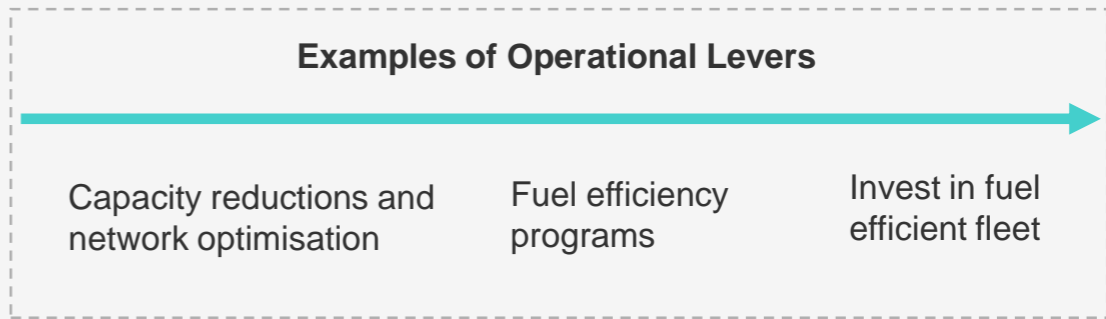 Examples of Operational Levers
Capacity reductions and
network optimisation
Fuel efficiency
programs
Invest in fuel
efficient fleet